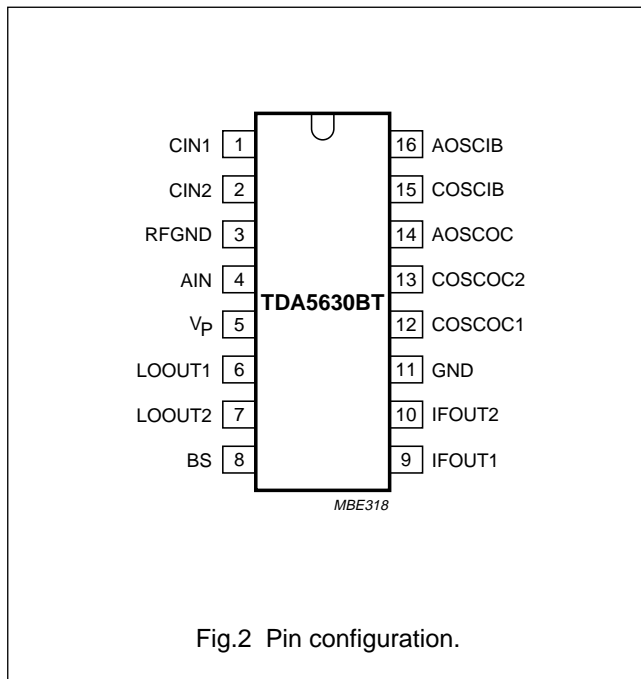 CIN1 1 16 AOSCIB
CIN2 2 15 COSCIB
RFGND 3 14 AOSCOC
AIN 4 13 COSCOC2
TDA5630BT
VP 5 12 COSCOC1
LOOUT1 6 11 GND
LOOUT2 7 10 IFOUT2
BS 8 9 IFOUT1
MBE318
Fig.2 Pin configuration.